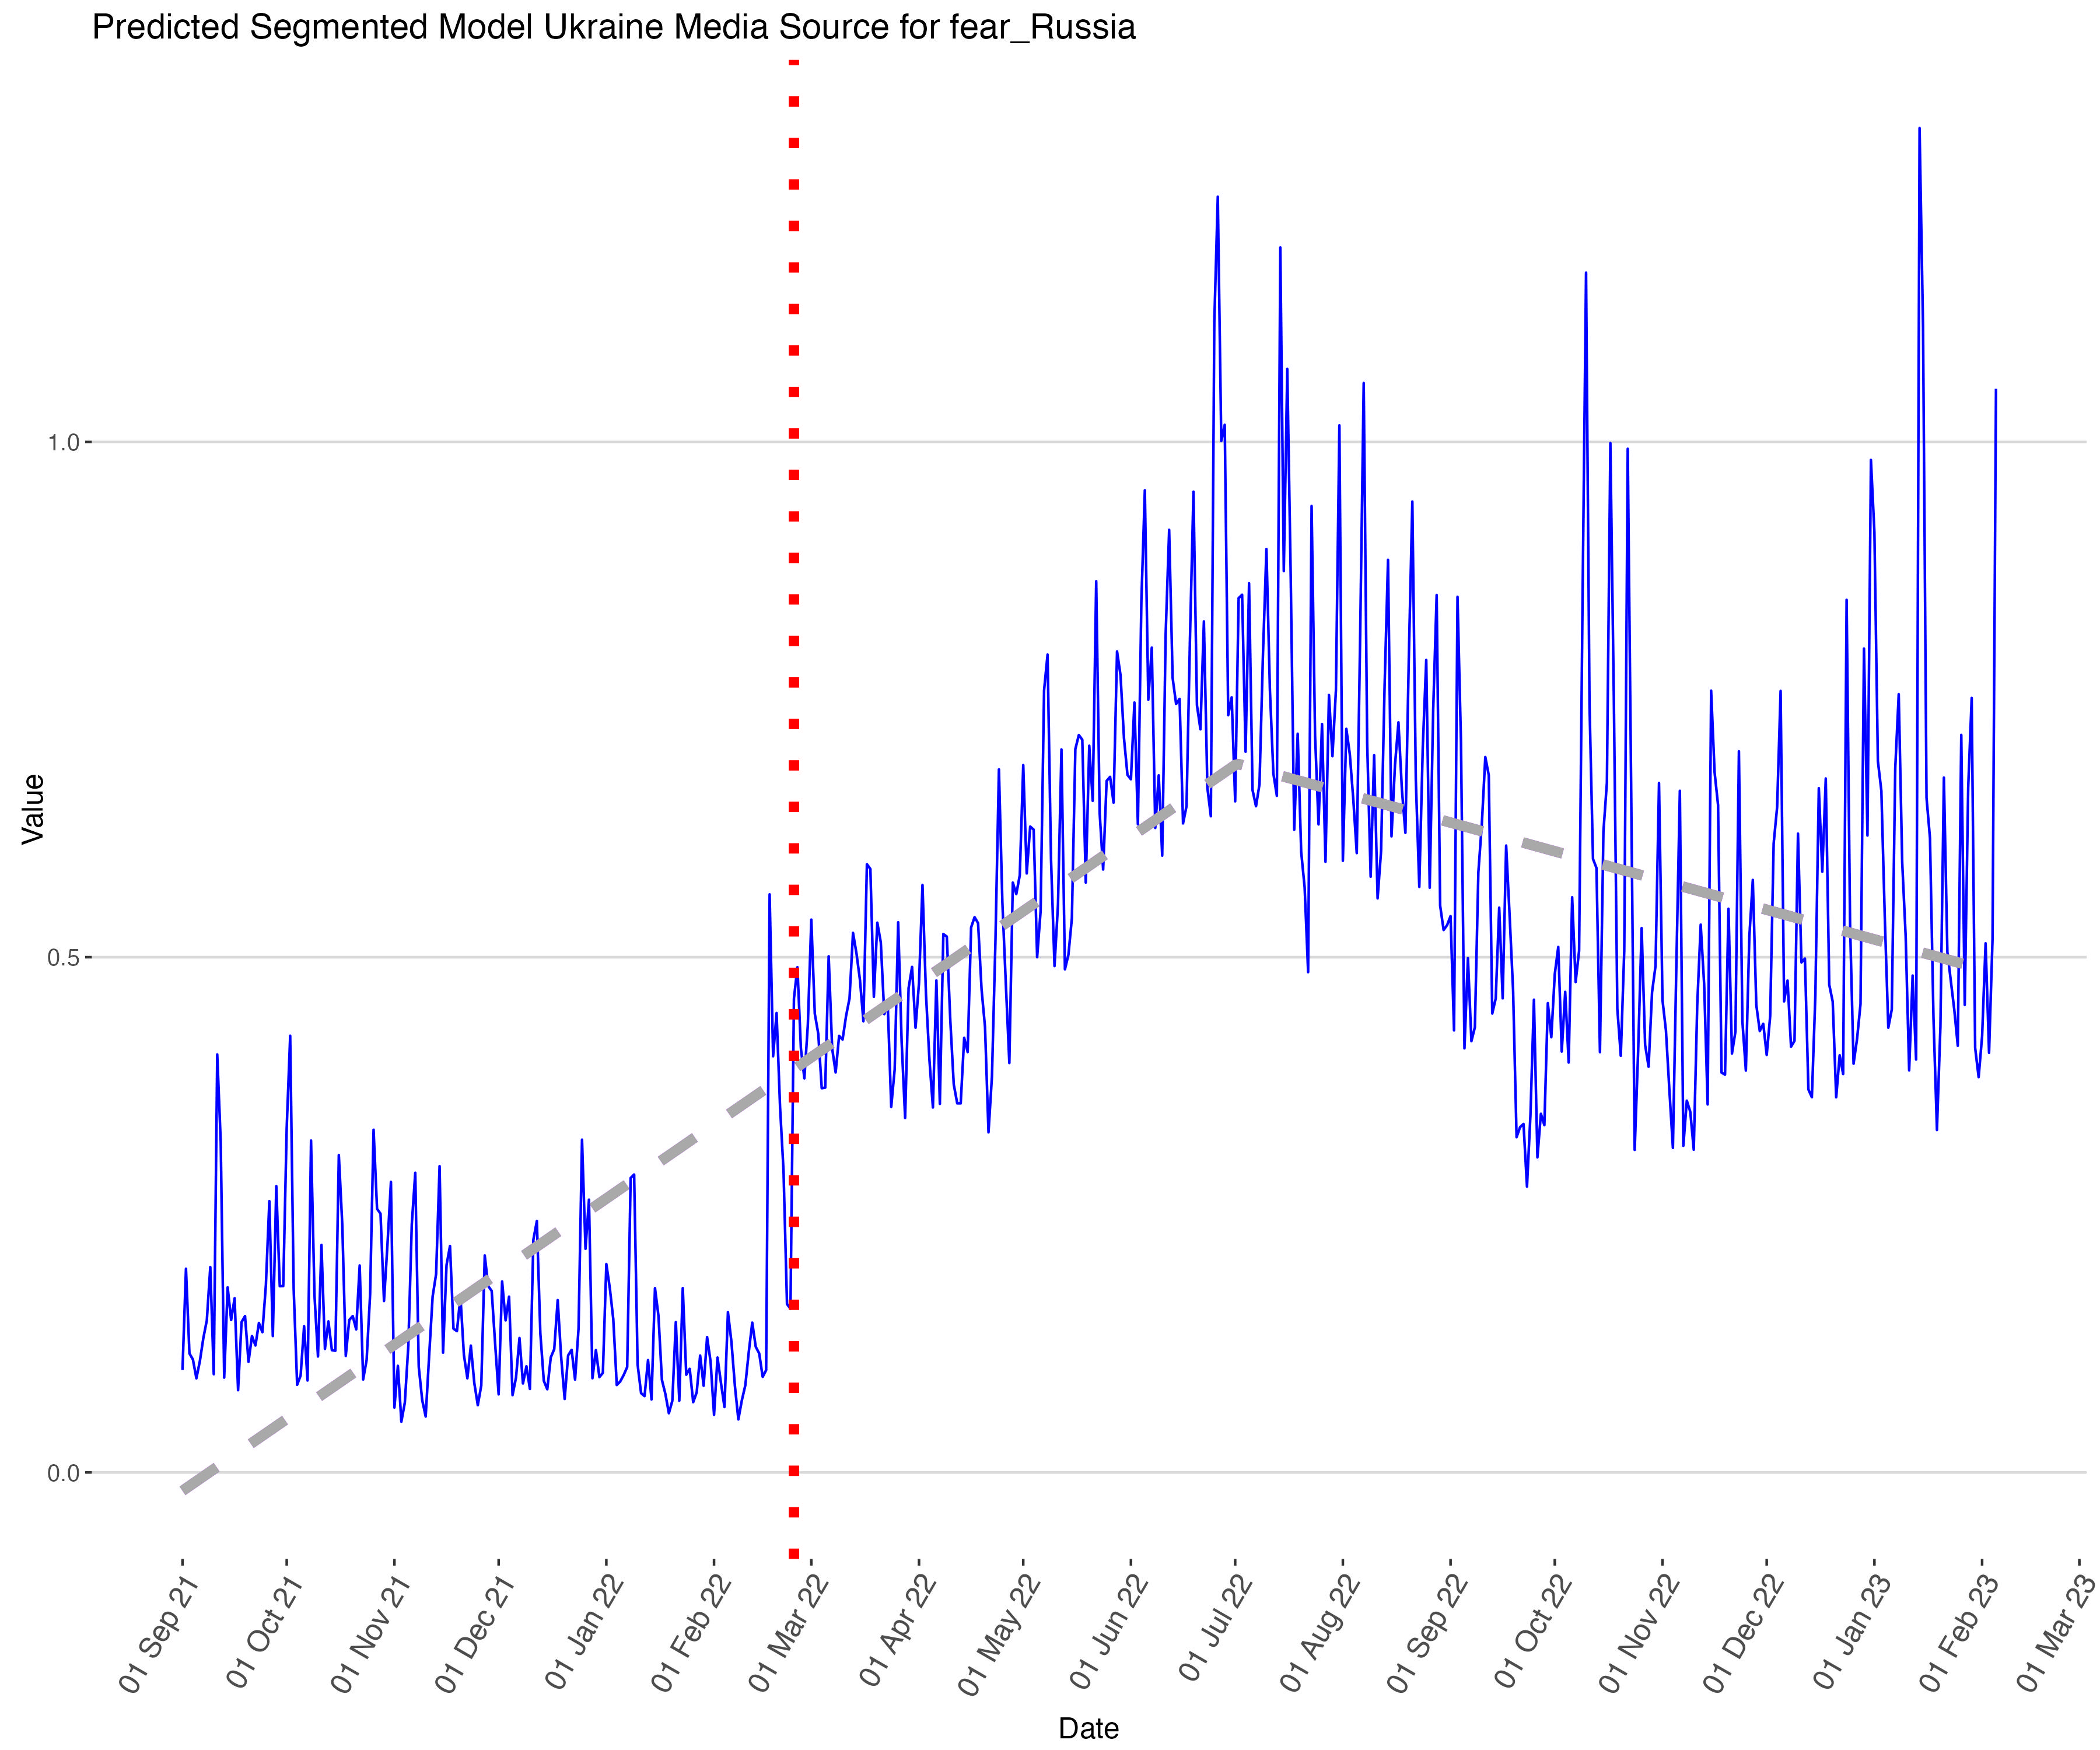 Predicted Segmented Model Ukraine Media Source for fear_Russia
1.0
0.5
0.0
Value
01 Sep 21
01 Oct 21
01 Nov 21
01 Dec 21
01 Jan 22
01 Feb 22
01 Mar 22
01 Apr 22
01 May 22
01 Jun 22
01 Jul 22
01 Aug 22
01 Sep 22
01 Oct 22
01 Nov 22
01 Dec 22
01 Jan 23
01 Feb 23
01 Mar 23
Date